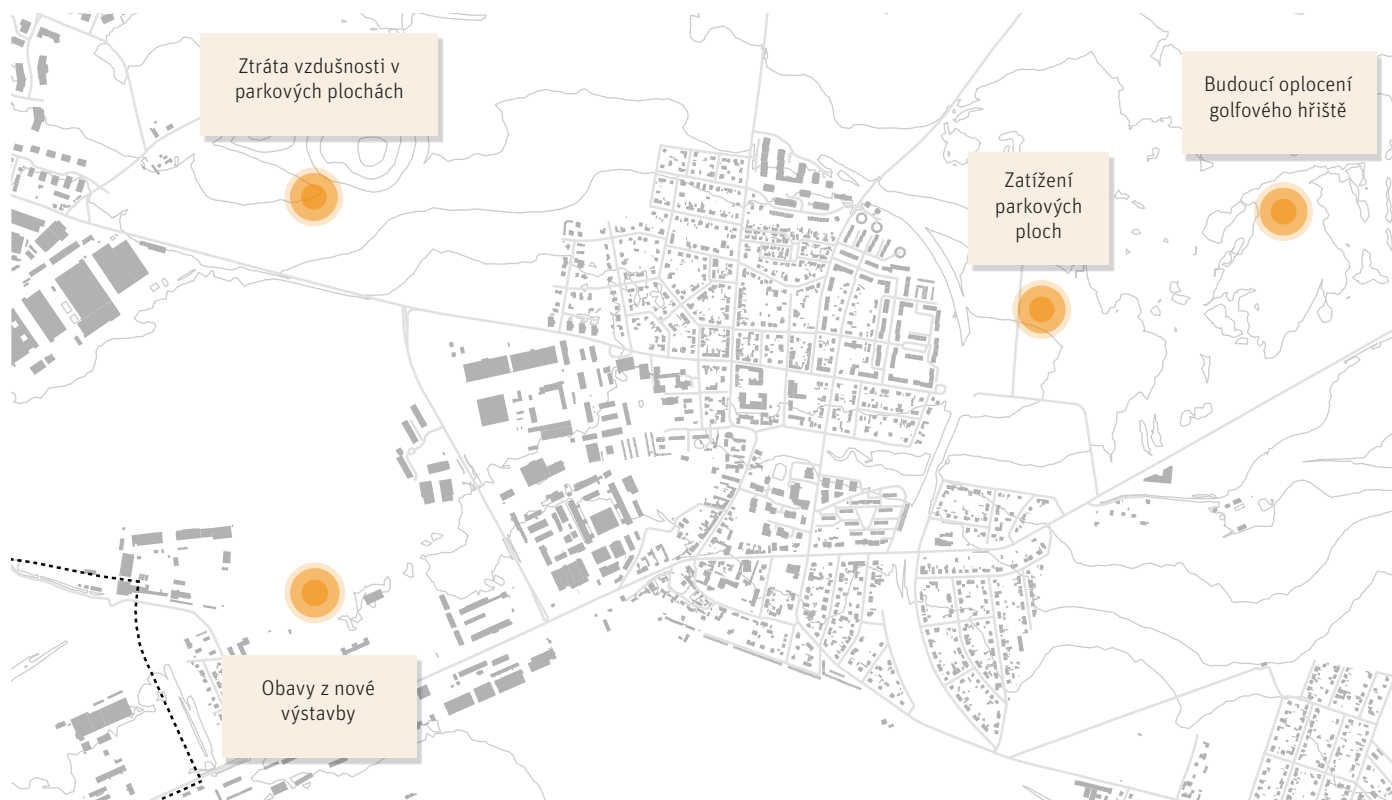 Ztráta vzdušnosti v
parkových plochách
Budoucí oplocení
golfového hřiště
Zatížení
parkových
ploch
Obavy z nové
výstavby